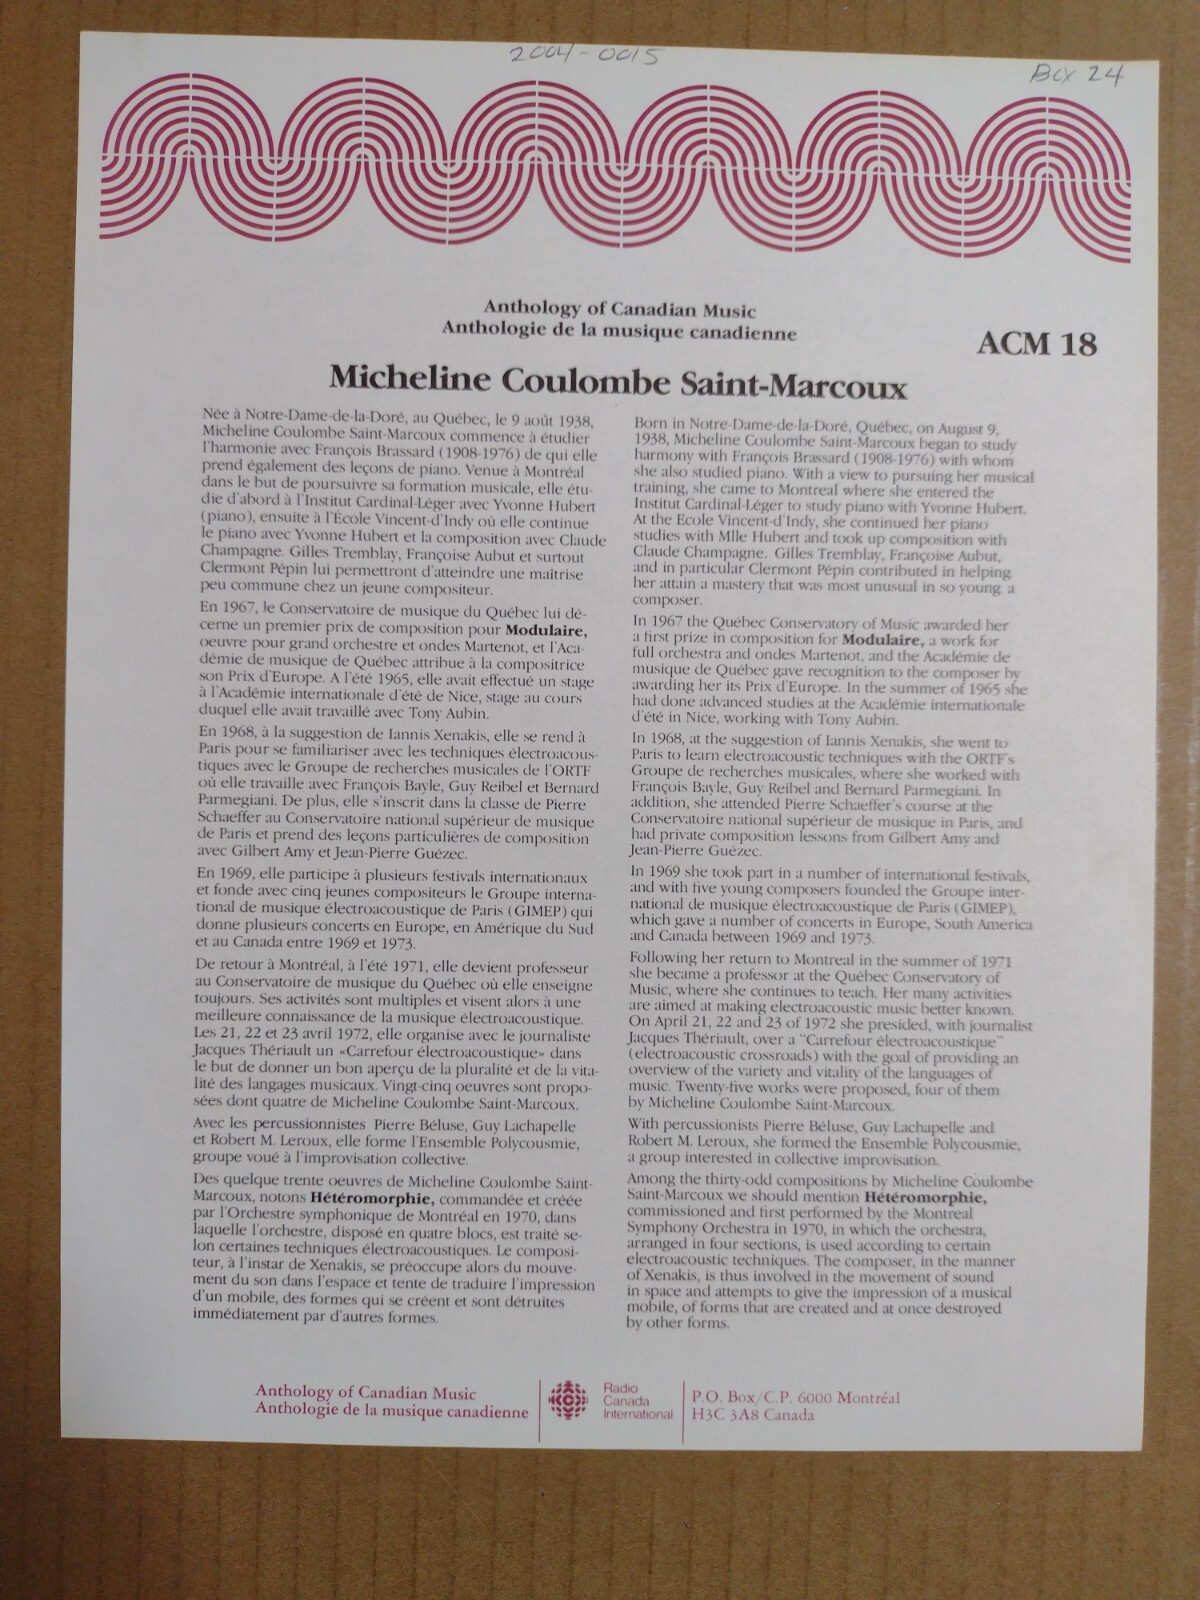 2004-0015
Box 24
Anthology of Canadian Music
Anthologie de la musique canadienne
ACM 18
Micheline Coulombe Saint-Marcoux
Née à Notre-Dame-de-la-Doré, au Québec, le 9 août 1938,
Micheline Coulombe Saint-Marcoux commence à étudier
l'harmonie avec François Brassard (1908-1976) de qui elle
prend également des leçons de piano. Venue à Montréal
dans le but de poursuivre sa formation musicale, elle étu-
die d'abord à l'Institut Cardinal-Léger avec Yvonne Hubert
(piano), ensuite à l'École Vincent-d'Indy où elle continue
le piano avec Yvonne Hubert et la composition avec Claude
Champagne. Gilles Tremblay, Françoise Aubut et surtout
Clermont Pépin lui permettront d'atteindre une maîtrise
peu commune chez un jeune compositeur.
En 1967, le Conservatoire de musique du Québec lui dé-
cerne un premier prix de composition pour Modulaire,
oeuvre pour grand orchestre et ondes Martenot, et l'Aca-
démie de musique de Québec attribue à la compositrice
son Prix d'Europe. A l'été 1965, elle avait effectué un stage
à l'Académie internationale d'été de Nice, stage au cours
duquel elle avait travaillé avec Tony Aubin.
En 1968, à la suggestion de Iannis Xenakis, elle se rend à
Paris pour se familiariser avec les techniques électroacous-
tiques avec le Groupe de recherches musicales de l'ORTF
où elle travaille avec François Bayle, Guy Reibel et Bernard
Parmegiani. De plus, elle s'inscrit dans la classe de Pierre
Schaeffer au Conservatoire national supérieur de musique
de Paris et prend des leçons particulières de composition
avec Gilbert Amy et Jean-Pierre Guézec.
En 1969, elle participe à plusieurs festivals internationaux
et fonde avec cinq jeunes compositeurs le Groupe interna-
tional de musique électroacoustique de Paris (GIMEP) qui
donne plusieurs concerts en Europe, en Amérique du Sud
et au Canada entre 1969 et 1973.
De retour à Montréal, à l'été 1971, elle devient professeur
au Conservatoire de musique du Québec où elle enseigne
toujours. Ses activités sont multiples et visent alors à une
meilleure connaissance de la musique électroacoustique.
Les 21, 22 et 23 avril 1972, elle organise avec le journaliste
Jacques Thériault un «Carrefour électroacoustique» dans
le but de donner un bon aperçu de la pluralité et de la vita-
lité des langages musicaux. Vingt-cinq oeuvres sont propo-
sées dont quatre de Micheline Coulombe Saint-Marcoux.
Avec les percussionnistes Pierre Béluse, Guy Lachapelle
et Robert M. Leroux, elle forme l'Ensemble Polycousmie,
groupe voué à l'improvisation collective.
Des quelque trente oeuvres de Micheline Coulombe Saint-
Marcoux, notons Hétéromorphie, commandée et créée
par l'Orchestre symphonique de Montréal en 1970, dans
laquelle l'orchestre, disposé en quatre blocs, est traité se-
lon certaines techniques électroacoustiques. Le composi-
teur, à l'instar de Xenakis, se préoccupe alors du mouve-
ment du son dans l'espace et tente de traduire l'impression
d'un mobile, des formes qui se créent et sont détruites
immédiatement par d'autres formes.
Born in Notre-Dame-de-la-Doré, Québec, on August 9,
1938, Micheline Coulombe Saint-Marcoux began to study
harmony with François Brassard (1908-1976) with whom
she also studied piano. With a view to pursuing her musical
training, she came to Montreal where she entered the
Institut Cardinal-Léger to study piano with Yvonne Hubert.
At the Ecole Vincent-d'Indy, she continued her piano
studies with Mlle Hubert and took up composition with
Claude Champagne. Gilles Tremblay, Françoise Aubut,
and in particular Clermont Pépin contributed in helping
her attain a mastery that was most unusual in so young a
composer.
In 1967 the Québec Conservatory of Music awarded her
a first prize in composition for Modulaire, a work for
full orchestra and ondes Martenot, and the Académie de
musique de Québec gave recognition to the composer by
awarding her its Prix d'Europe. In the summer of 1965 she
had done advanced studies at the Académie internationale
d'été in Nice, working with Tony Aubin.
In 1968, at the suggestion of Iannis Xenakis, she went to
Paris to learn electroacoustic techniques with the ORTF's
Groupe de recherches musicales, where she worked with
François Bayle, Guy Reibel and Bernard Parmegiani. In
addition, she attended Pierre Schaeffer's course at the
Conservatoire national supérieur de musique in Paris, and
had private composition lessons from Gilbert Amy and
Jean-Pierre Guézec.
In 1969 she took part in a number of international festivals,
and with five young composers founded the Groupe inter-
national de musique électroacoustique de Paris (GIMEP),
which gave a number of concerts in Europe, South America
and Canada between 1969 and 1973.
Following her return to Montreal in the summer of 1971
she became a professor at the Québec Conservatory of
Music, where she continues to teach. Her many activities
are aimed at making electroacoustic music better known.
On April 21, 22 and 23 of 1972 she presided, with journalist
Jacques Thériault, over a "Carrefour électroacoustique"
(electroacoustic crossroads) with the goal of providing an
overview of the variety and vitality of the languages of
music. Twenty-five works were proposed, four of them
by Micheline Coulombe Saint-Marcoux.
With percussionists Pierre Béluse, Guy Lachapelle and
Robert M. Leroux, she formed the Ensemble Polycousmie,
a group interested in collective improvisation.
Among the thirty-odd compositions by Micheline Coulombe
Saint-Marcoux we should mention Hétéromorphie,
commissioned and first performed by the Montreal
Symphony Orchestra in 1970, in which the orchestra,
arranged in four sections, is used according to certain
electroacoustic techniques. The composer, in the manner
of Xenakis, is thus involved in the movement of sound
in space and attempts to give the impression of a musical
mobile, of forms that are created and at once destroyed
by other forms.
Anthology of Canadian Music
Anthologie de la musique canadienne
Radio
Canada
International
P.O. Box/C.P. 6000 Montréal
H3C 3A8 Canada